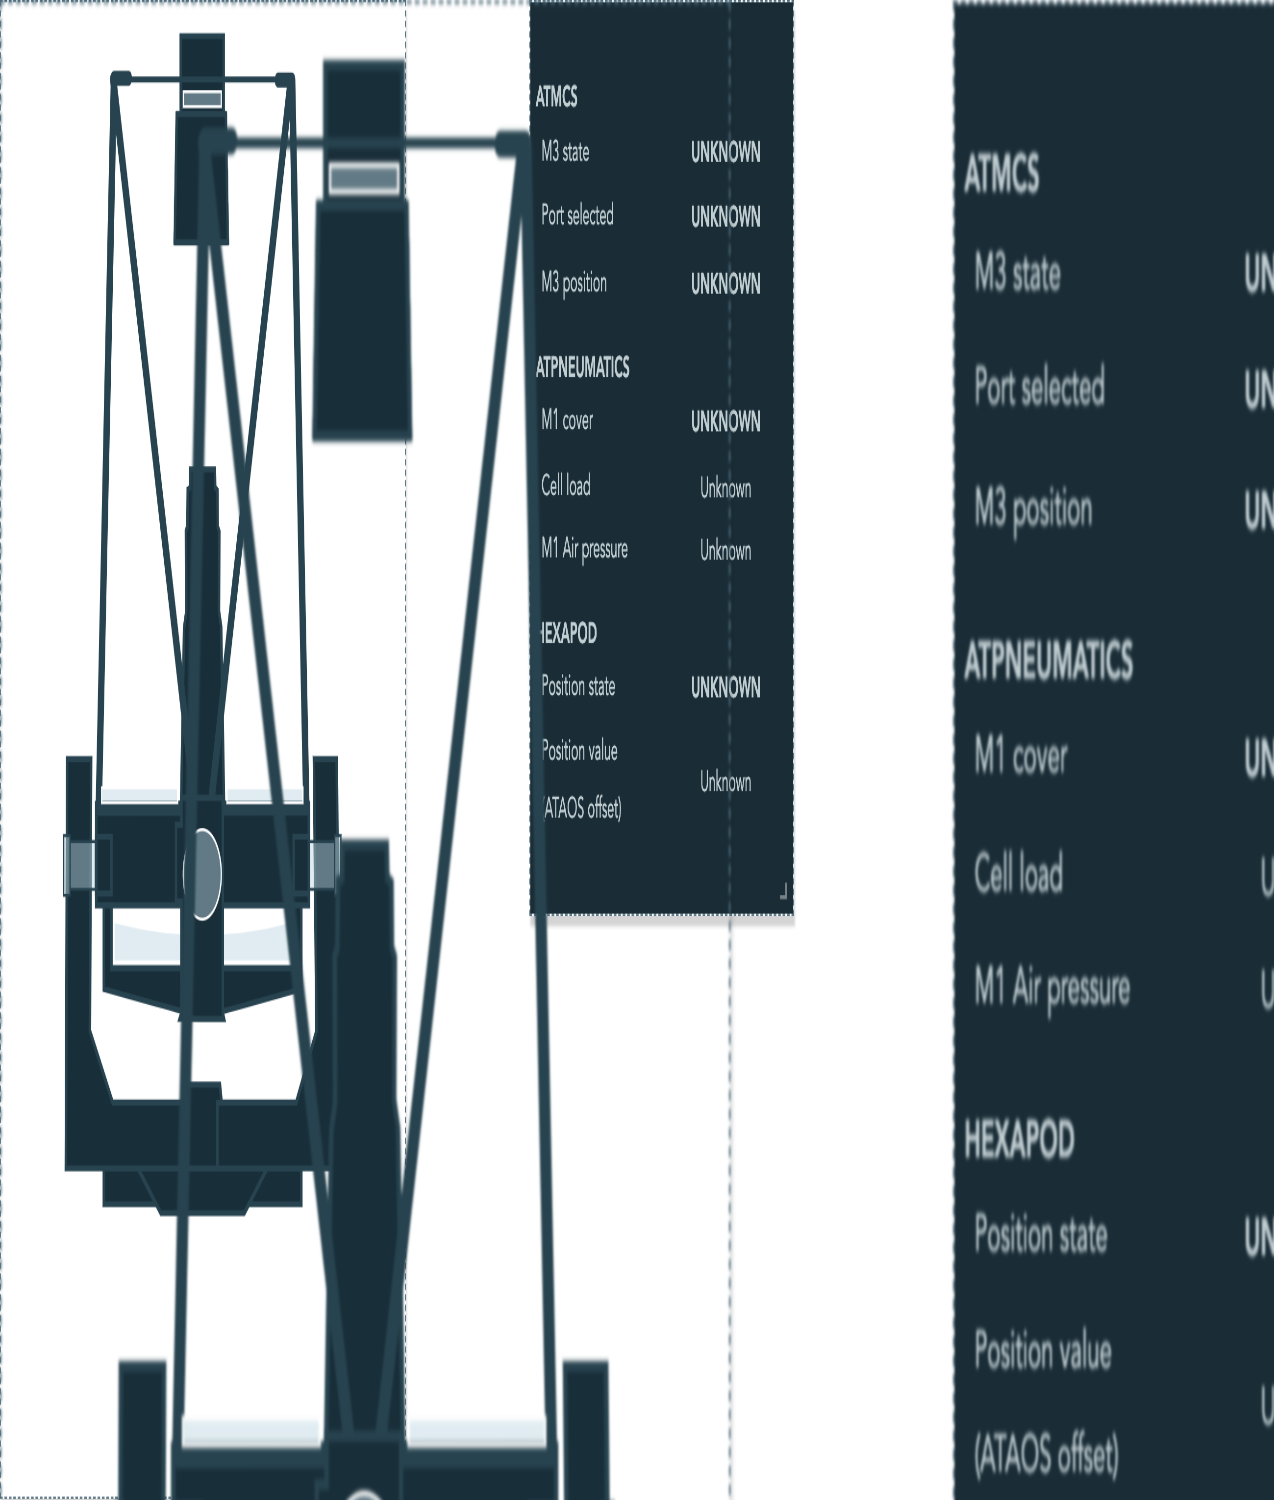 ATMCS
M3 state UNKNOWN
Port selected UNKNOWN
M3 position UNKNOWN
ATPNEUMATICS
M1 cover UNKNOWN
Cell load Unknown
M1 Air pressure Unknown
HEXAPOD
Position state UNKNOWN
Position value
Unknown
(ATAOS offset)
ATMCS
M3 state UN
Port selected UN
M3 position UN
ATPNEUMATICS
M1 cover UN
Cell load U
M1 Air pressure U
HEXAPOD
Position state UN
Position value
U
(ATAOS offset)